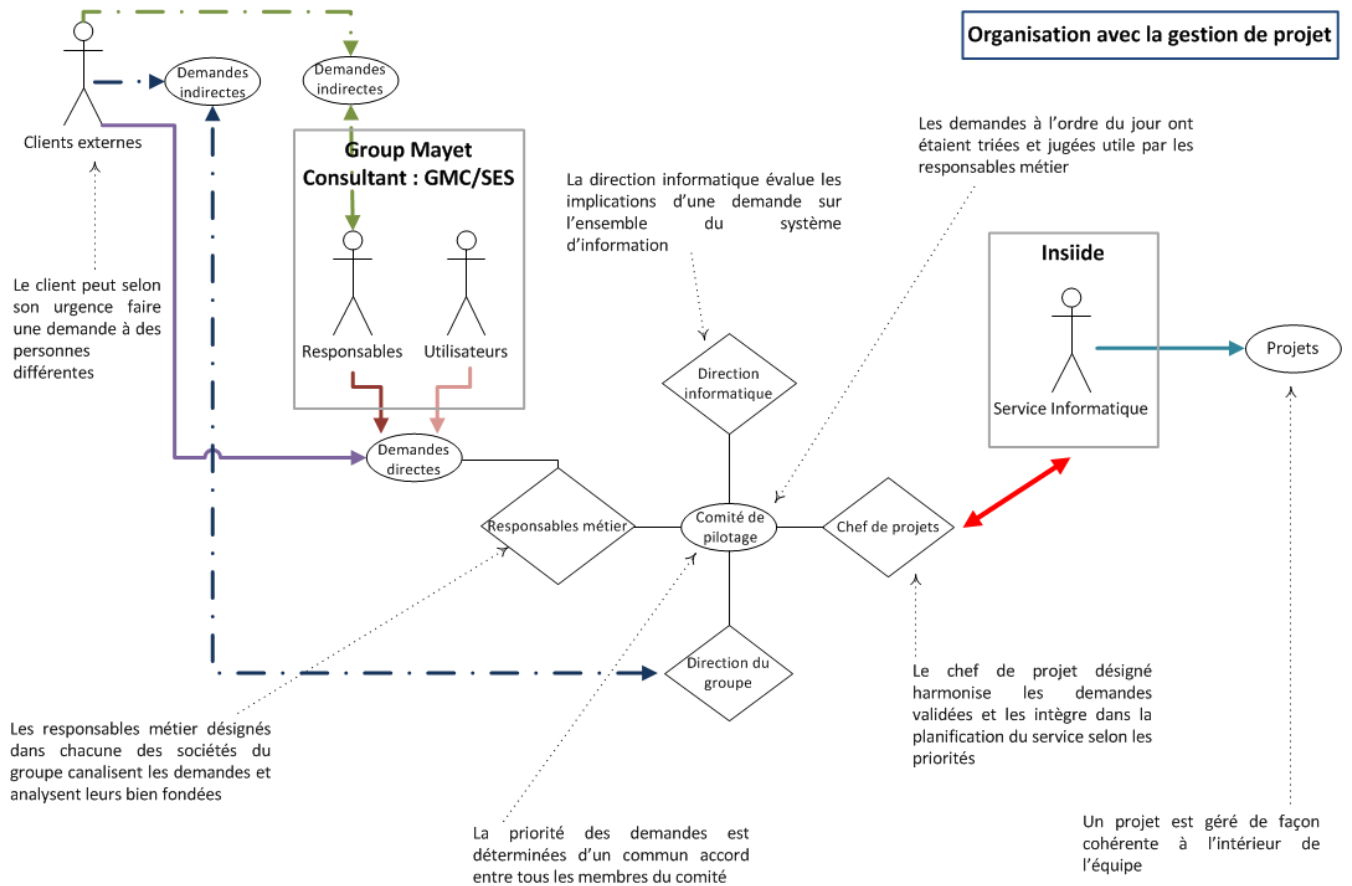 Organisation avec la gestion de projet
Demandes
indirectes
Demandes
indirectes
Clients externes
Group Mayet
Consultant : GMC/SES
Les demandes à l'ordre du jour ont
étaient triées et jugées utile par les
responsables métier
La direction informatique évalue les
implications d'une demande sur
l'ensemble du système
d'information
Insiide
Le client peut selon
son urgence faire
une demande à des
personnes
différentes
Responsables
Utilisateurs
Projets
Direction
informatique
Service Informatique
Demandes
directes
Responsables métier
Comité de
pilotage
Chef de projets
Direction du
groupe
Le chef de projet désigné
harmonise les demandes
validées et les intègre dans la
planification du service selon les
priorités
Les responsables métier désignés
dans chacune des sociétés du
groupe canalisent les demandes et
analysent leurs bien fondées
La priorité des demandes est
déterminées d'un commun accord
entre tous les membres du comité
Un projet est géré de façon
cohérente à l'intérieur de
l'équipe